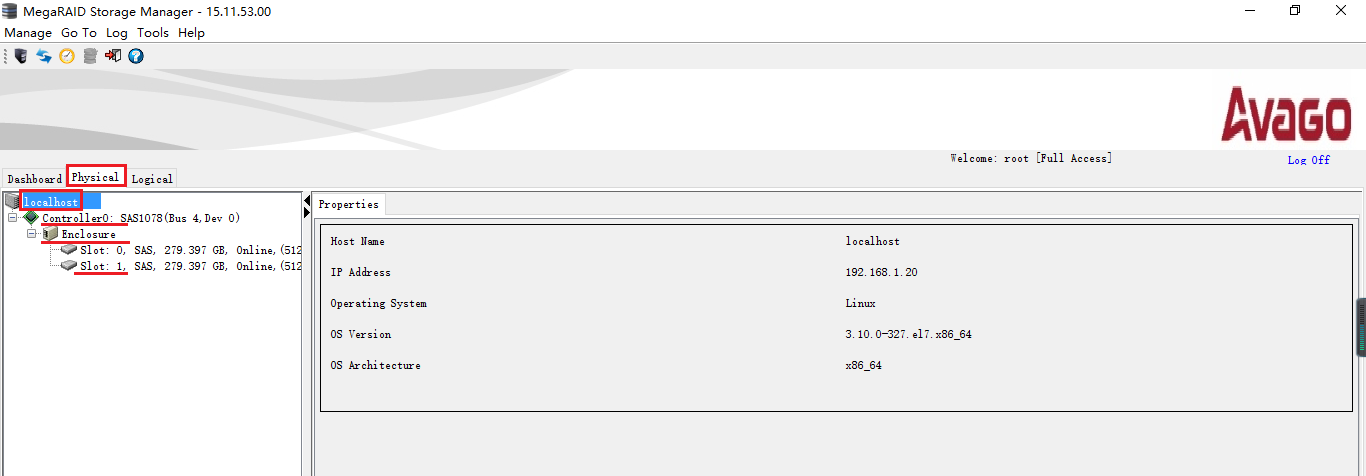 MegaRAID Storage Manager - 15.11.53.00
Manage Go To Log Tools Help
AVAGO
Welcome: root [Full Access]
Log Off
Dashboard Physical Logical
localhost
Controller0: SAS1078(Bus 4,Dev 0)
Enclosure
Slot: 0, SAS, 279.397 GB, Online,(512
Slot: 1, SAS, 279.397 GB, Online,(512
Properties
Host Name localhost
IP Address 192.168.1.20
Operating System Linux
OS Version 3.10.0-327.el7.x86_64
OS Architecture x86_64